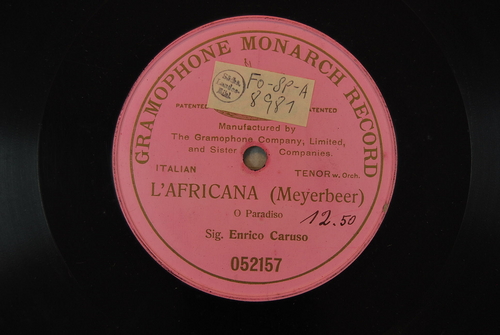 GRAMOPHONE MONARCH RECORD
FO-SP-A
8981
PATENTED PATENTED
Manufactured by
The Gramophone Company, Limited,
and Sister Companies.
ITALIAN TENOR w. Orch.
L'AFRICANA (Meyerbeer)
O Paradiso
12.50
Sig. Enrico Caruso
052157